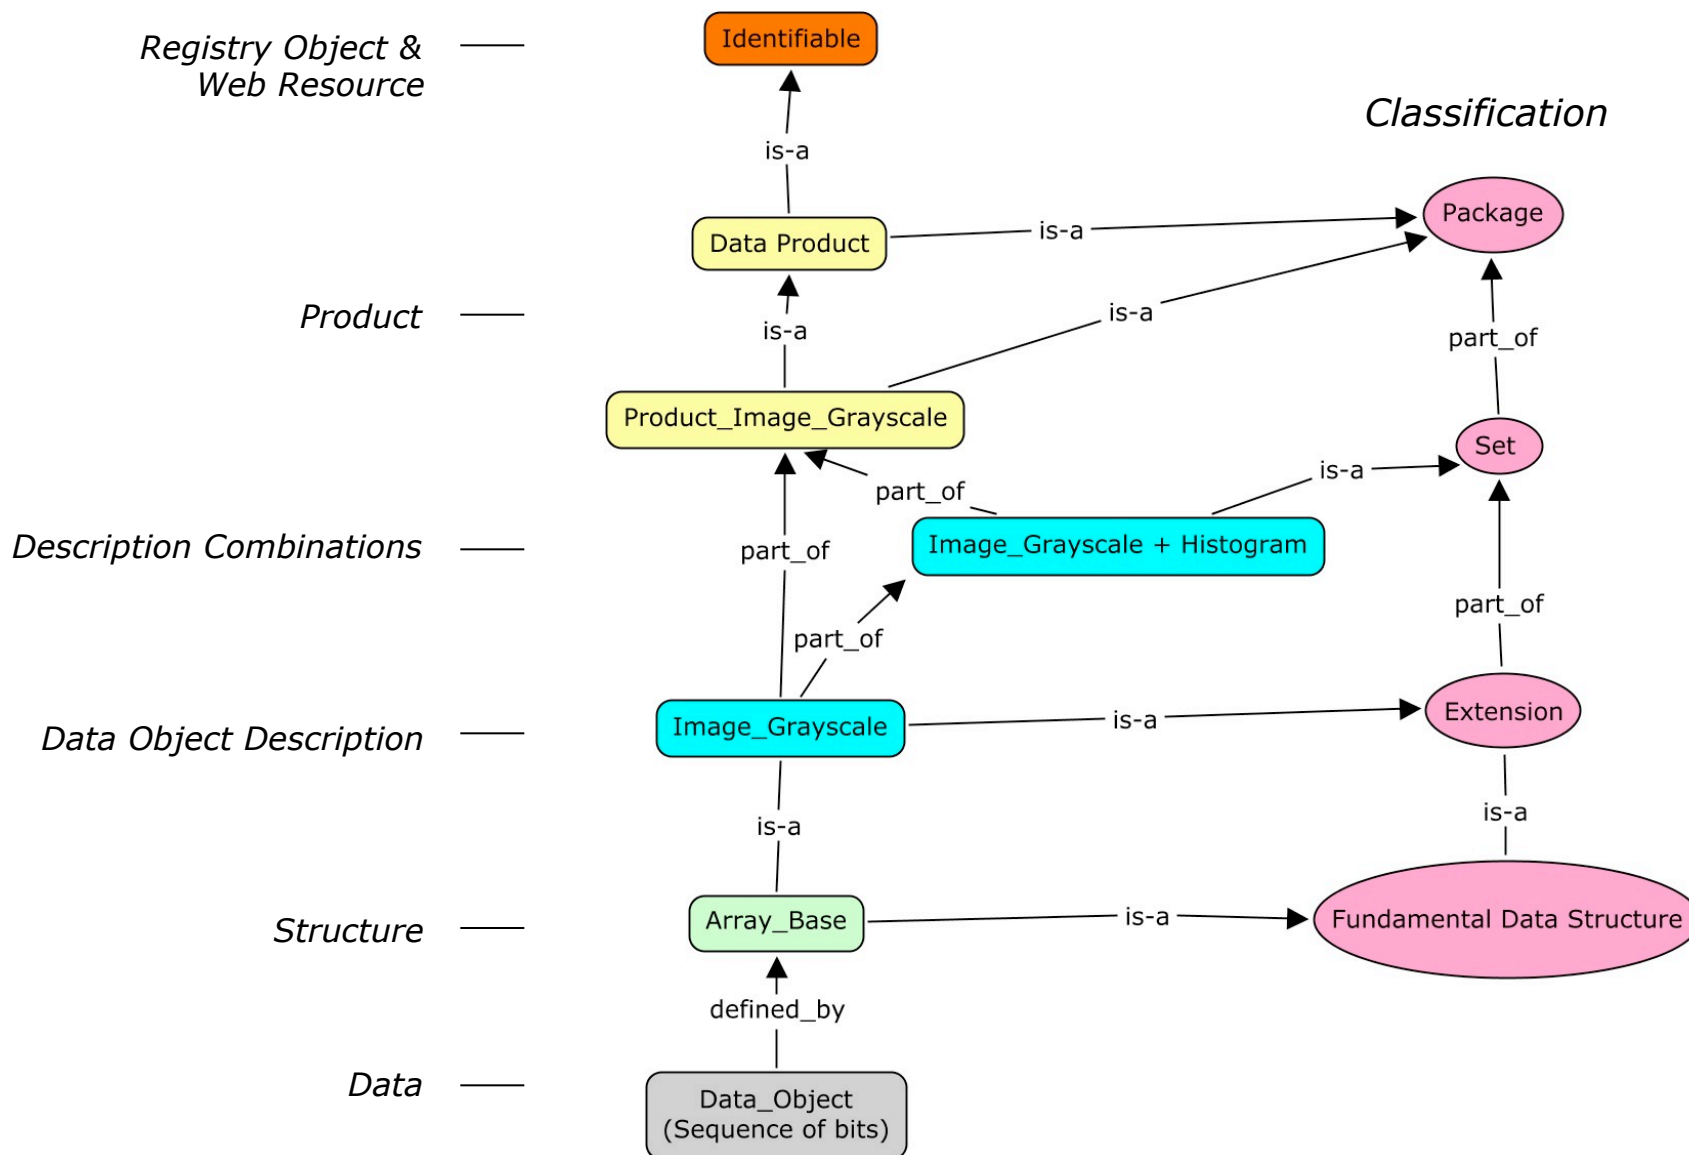 Registry Object &
Web Resource
Identifiable
Classification
is-a
Package
Data Product
is-a
Product
is-a
is-a
part_of
Product_Image_Grayscale
Set
is-a
part_of
Description Combinations
part_of
Image_Grayscale + Histogram
part_of
part_of
Data Object Description
Image_Grayscale
is-a
Extension
is-a
is-a
Structure
Array_Base
is-a
Fundamental Data Structure
defined_by
Data
Data_Object
(Sequence of bits)